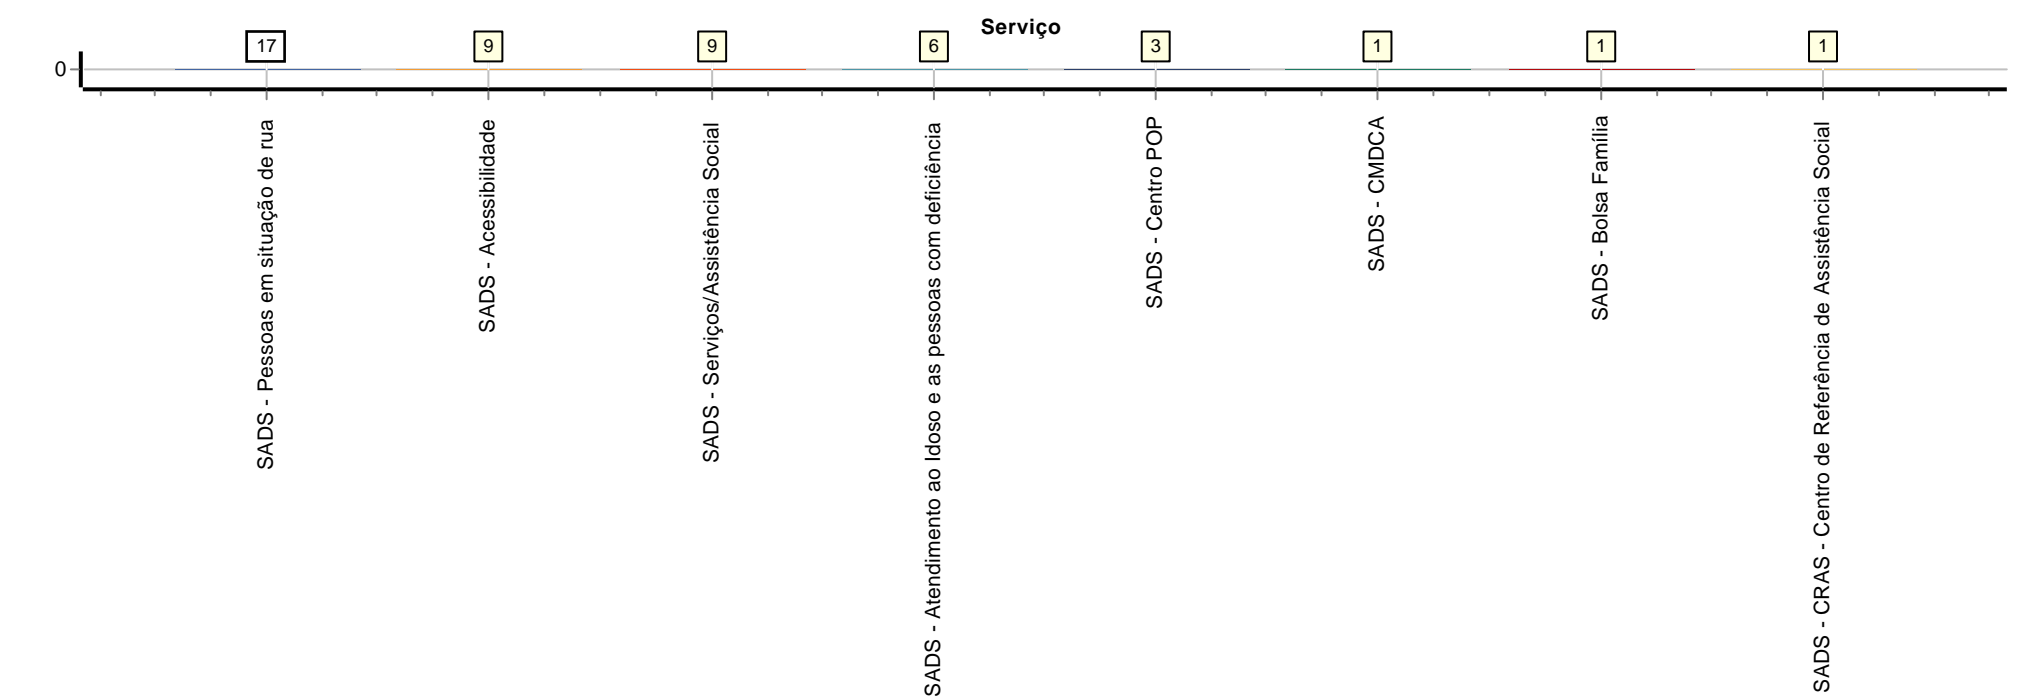 Serviço
17
9
9
6
3
1
1
1
0
SADS - Pessoas em situação de rua
SADS - Acessibilidade
SADS - Serviços/Assistência Social
SADS - Atendimento ao Idoso e as pessoas com deficiência
SADS - Centro POP
SADS - CMDCA
SADS - Bolsa Família
SADS - CRAS - Centro de Referência de Assistência Social